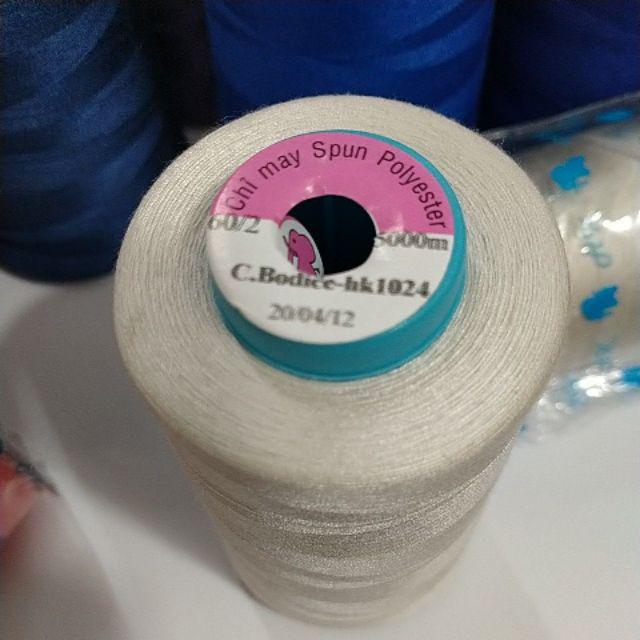 Chỉ may Spun Polyester
60/2 5000m
C.Bodice-hk1024
20/04/12